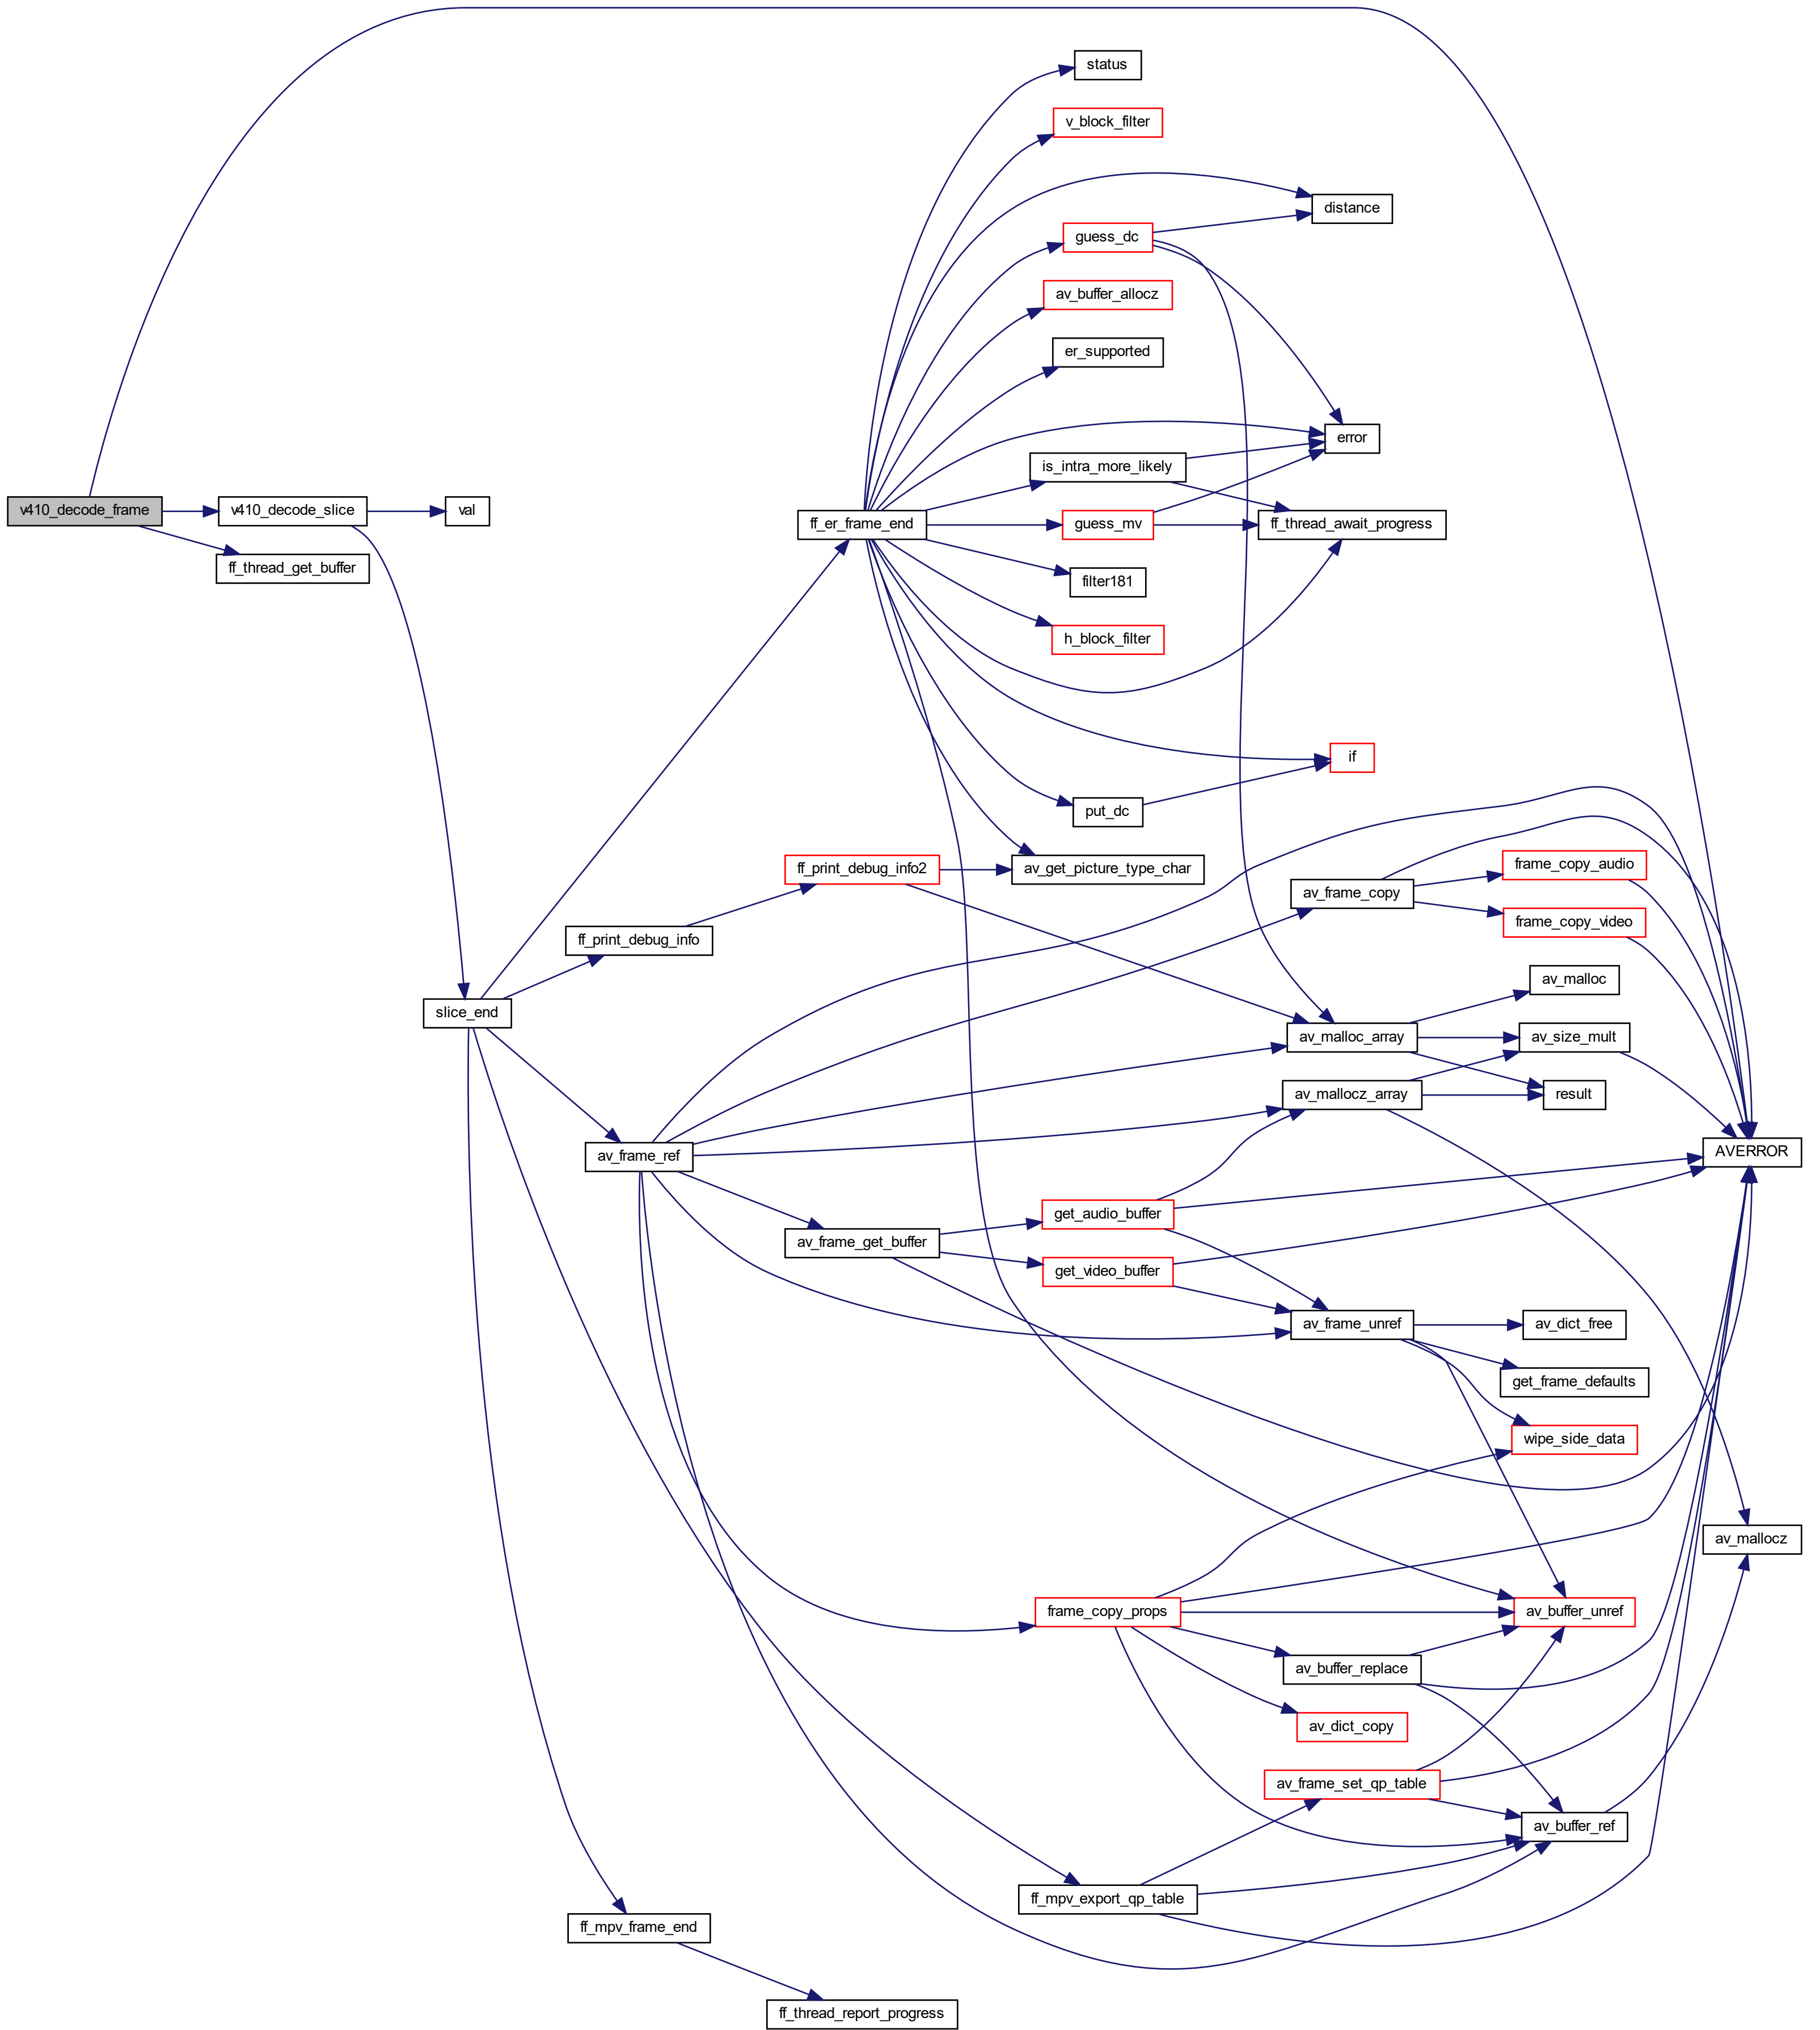 status
v_block_filter
distance
guess_dc
av_buffer_allocz
er_supported
error
is_intra_more_likely
v410_decode_frame
v410_decode_slice
val
ff_er_frame_end
guess_mv
ff_thread_await_progress
ff_thread_get_buffer
filter181
h_block_filter
if
put_dc
ff_print_debug_info2
av_get_picture_type_char
frame_copy_audio
av_frame_copy
frame_copy_video
ff_print_debug_info
av_malloc
slice_end
av_malloc_array
av_size_mult
av_mallocz_array
result
av_frame_ref
AVERROR
get_audio_buffer
av_frame_get_buffer
get_video_buffer
av_frame_unref
av_dict_free
get_frame_defaults
wipe_side_data
av_mallocz
frame_copy_props
av_buffer_unref
av_buffer_replace
av_dict_copy
av_frame_set_qp_table
av_buffer_ref
ff_mpv_export_qp_table
ff_mpv_frame_end
ff_thread_report_progress